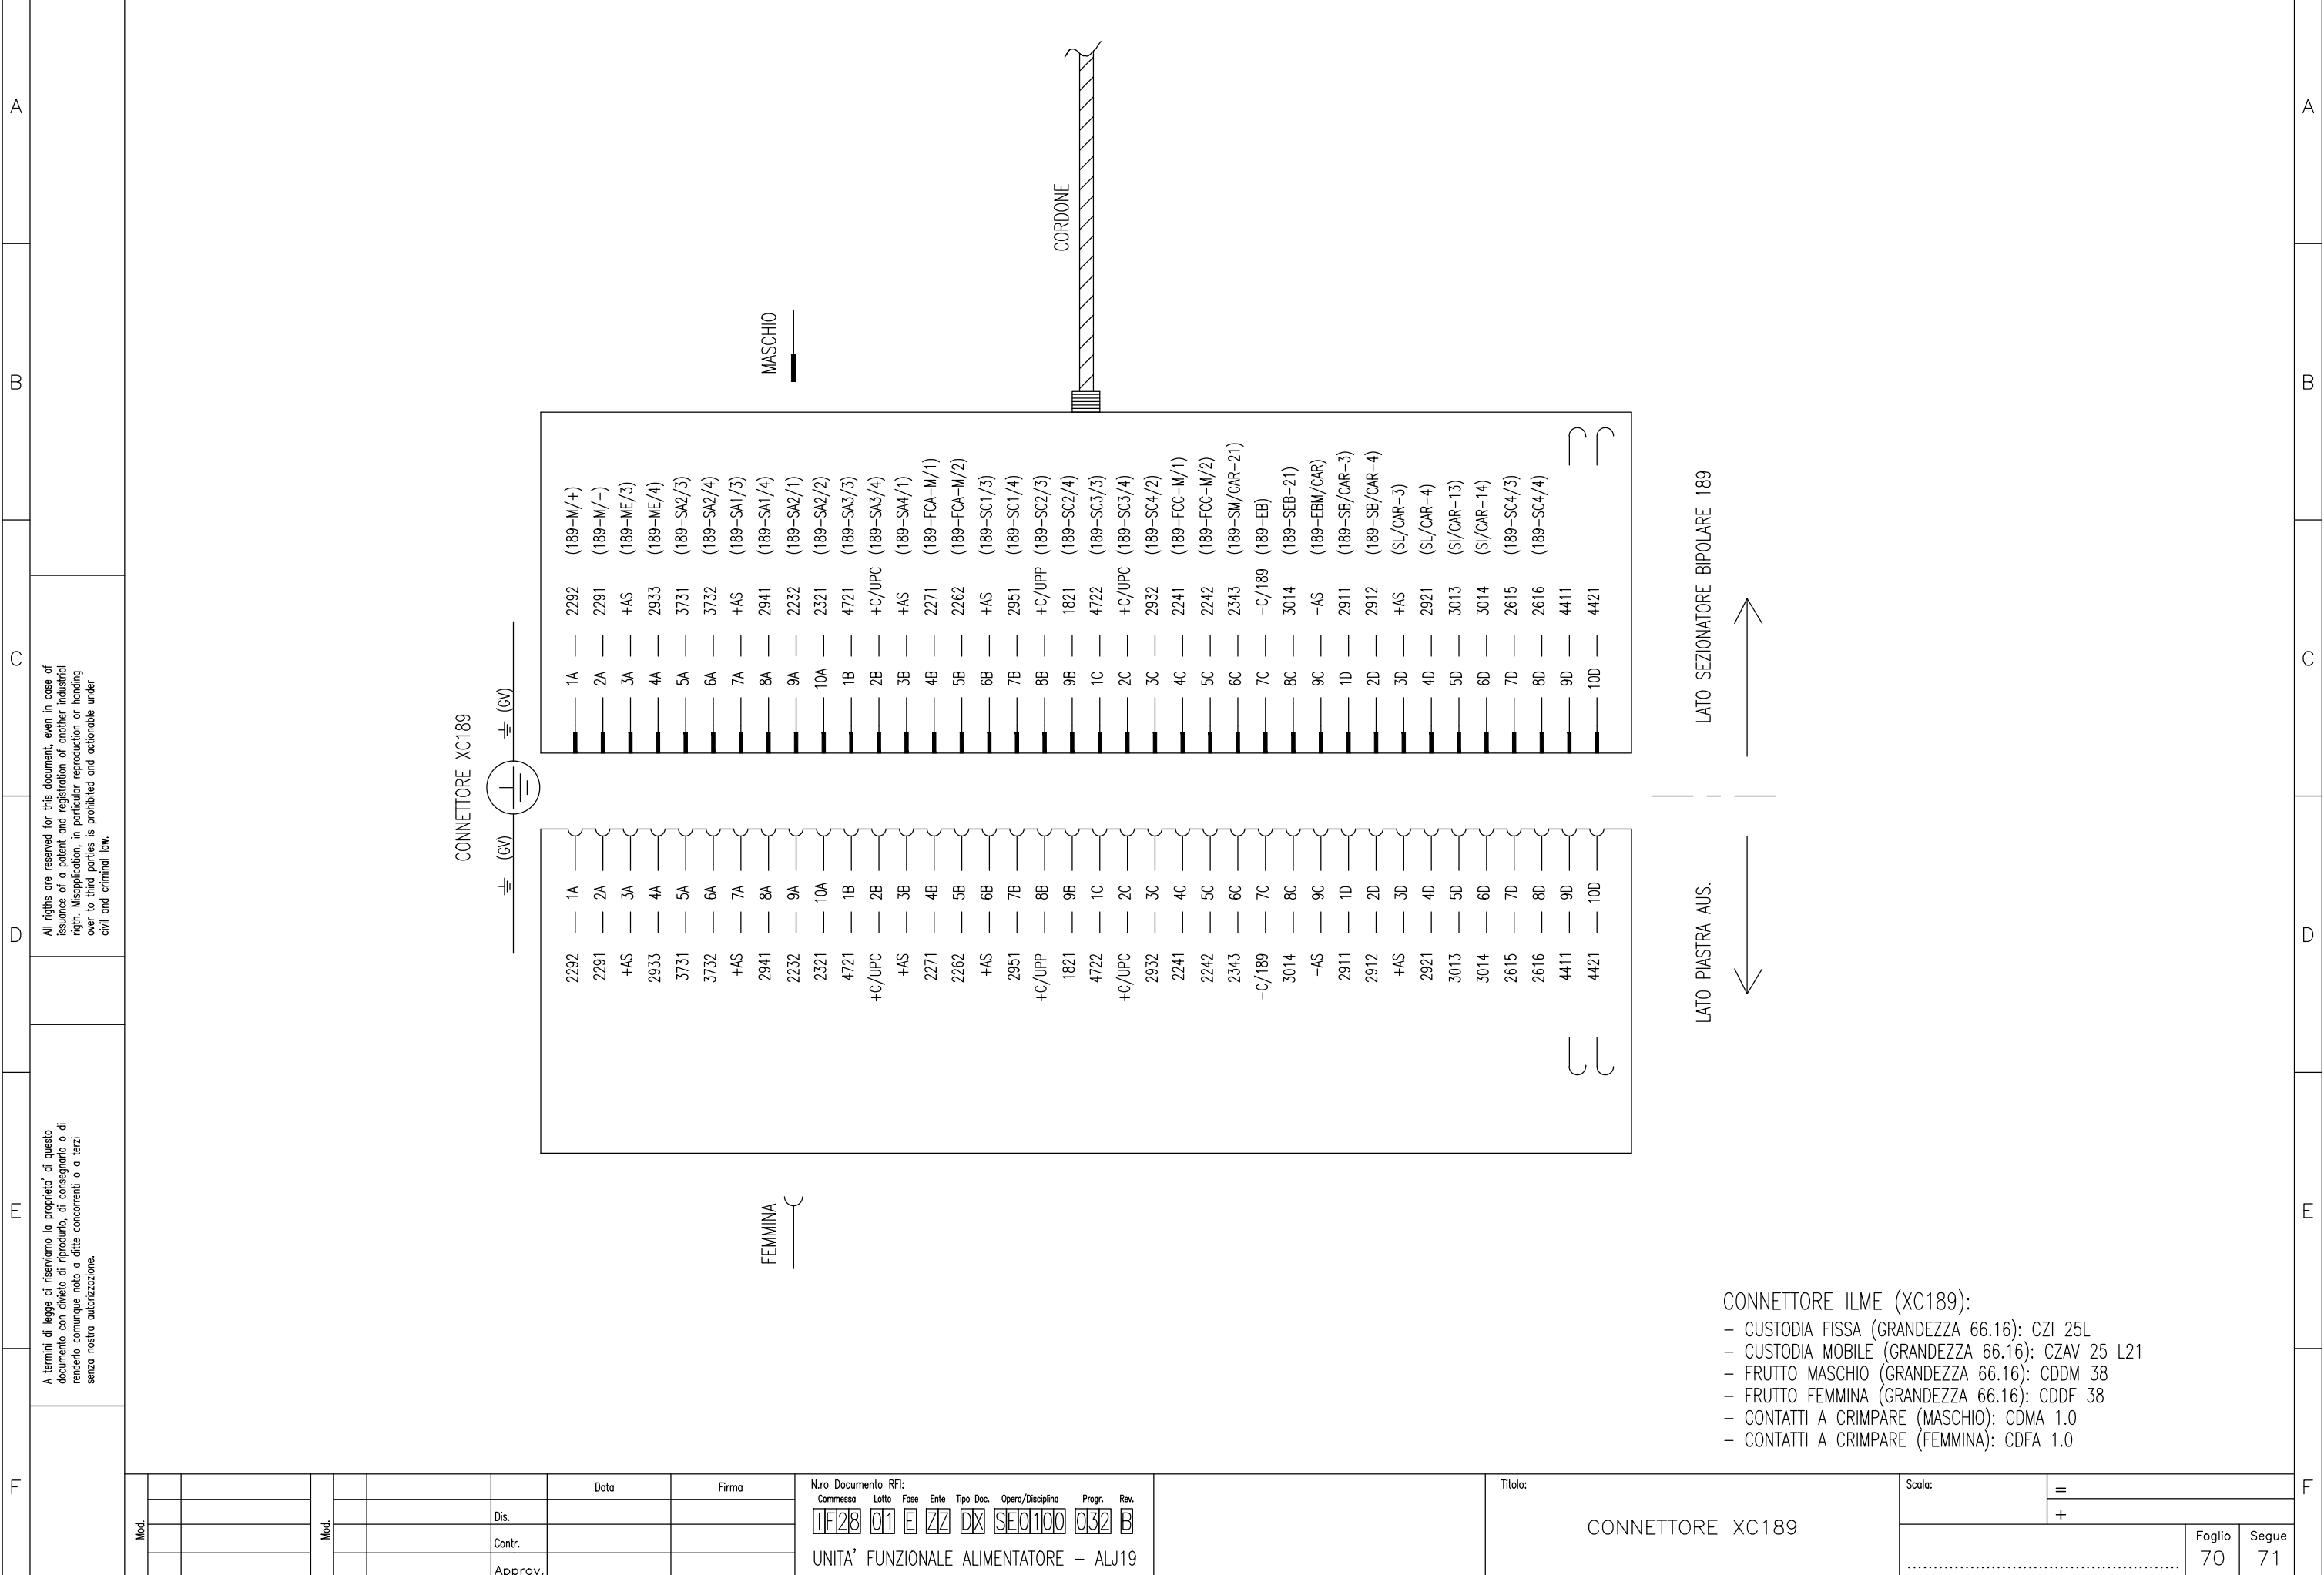 A
B
C
D
E
F
A
B
C
D
E
F
All rigths are reserved for this document, even in case of
issuance of a patent and registration of another industrial
rigth. Misapplication, in particular reproduction or handing
over to third parties is prohibited and actionable under
civil and criminal law.
A termini di legge ci riserviamo la proprieta' di questo
documento con divieto di riprodurlo, di consegnarlo o di
renderlo comunque noto a ditte concorrenti o a terzi
senza nostra autorizzazione.
CORDONE
MASCHIO
CONNETTORE XC189
(GV)
(GV)
1A 2292 (189-M/+)
2A 2291 (189-M/-)
3A +AS (189-ME/3)
4A 2933 (189-ME/4)
5A 3731 (189-SA2/3)
6A 3732 (189-SA2/4)
7A +AS (189-SA1/3)
8A 2941 (189-SA1/4)
9A 2232 (189-SA2/1)
10A 2321 (189-SA2/2)
1B 4721 (189-SA3/3)
2B +C/UPC (189-SA3/4)
3B +AS (189-SA4/1)
4B 2271 (189-FCA-M/1)
5B 2262 (189-FCA-M/2)
6B +AS (189-SC1/3)
7B 2951 (189-SC1/4)
8B +C/UPP (189-SC2/3)
9B 1821 (189-SC2/4)
1C 4722 (189-SC3/3)
2C +C/UPC (189-SC3/4)
3C 2932 (189-SC4/2)
4C 2241 (189-FCC-M/1)
5C 2242 (189-FCC-M/2)
6C 2343 (189-SM/CAR-21)
7C -C/189 (189-EB)
8C 3014 (189-SEB-21)
9C -AS (189-EBM/CAR)
1D 2911 (189-SB/CAR-3)
2D 2912 (189-SB/CAR-4)
3D +AS (SL/CAR-3)
4D 2921 (SL/CAR-4)
5D 3013 (SI/CAR-13)
6D 3014 (SI/CAR-14)
7D 2615 (189-SC4/3)
8D 2616 (189-SC4/4)
9D 4411
10D 4421
LATO SEZIONATORE BIPOLARE 189
2292 1A
2291 2A
+AS 3A
2933 4A
3731 5A
3732 6A
+AS 7A
2941 8A
2232 9A
2321 10A
4721 1B
+C/UPC 2B
+AS 3B
2271 4B
2262 5B
+AS 6B
2951 7B
+C/UPP 8B
1821 9B
4722 1C
+C/UPC 2C
2932 3C
2241 4C
2242 5C
2343 6C
-C/189 7C
3014 8C
-AS 9C
2911 1D
2912 2D
+AS 3D
2921 4D
3013 5D
3014 6D
2615 7D
2616 8D
4411 9D
4421 10D
LATO PIASTRA AUS.
FEMMINA
CONNETTORE ILME (XC189):
- CUSTODIA FISSA (GRANDEZZA 66.16): CZI 25L
- CUSTODIA MOBILE (GRANDEZZA 66.16): CZAV 25 L21
- FRUTTO MASCHIO (GRANDEZZA 66.16): CDDM 38
- FRUTTO FEMMINA (GRANDEZZA 66.16): CDDF 38
- CONTATTI A CRIMPARE (MASCHIO): CDMA 1.0
- CONTATTI A CRIMPARE (FEMMINA): CDFA 1.0
Mod.
Mod.
Data Firma
Dis.
Contr.
Approv.
N.ro Documento RFI:
Commessa Lotto Fase Ente Tipo Doc. Opera/Disciplina Progr. Rev.
IF28 01 E ZZ DX SE0100 032 B
UNITA' FUNZIONALE ALIMENTATORE - ALJ19
Titolo:
CONNETTORE XC189
Scala:
=
+
Foglio Segue
70 71